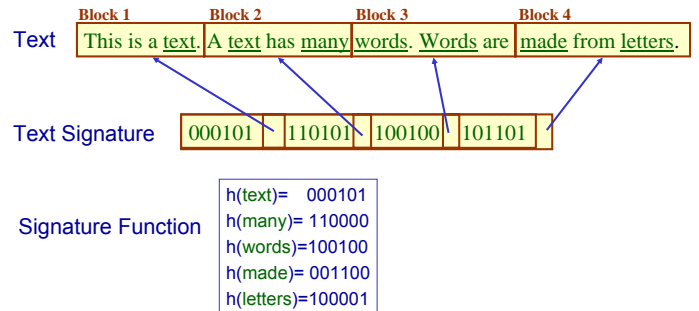 Block 1 Block 2 Block 3 Block 4
Text This is a text. A text has many words. Words are made from letters.
Text Signature 000101 110101 100100 101101
Signature Function
h(text)= 000101
h(many)= 110000
h(words)=100100
h(made)= 001100
h(letters)=100001